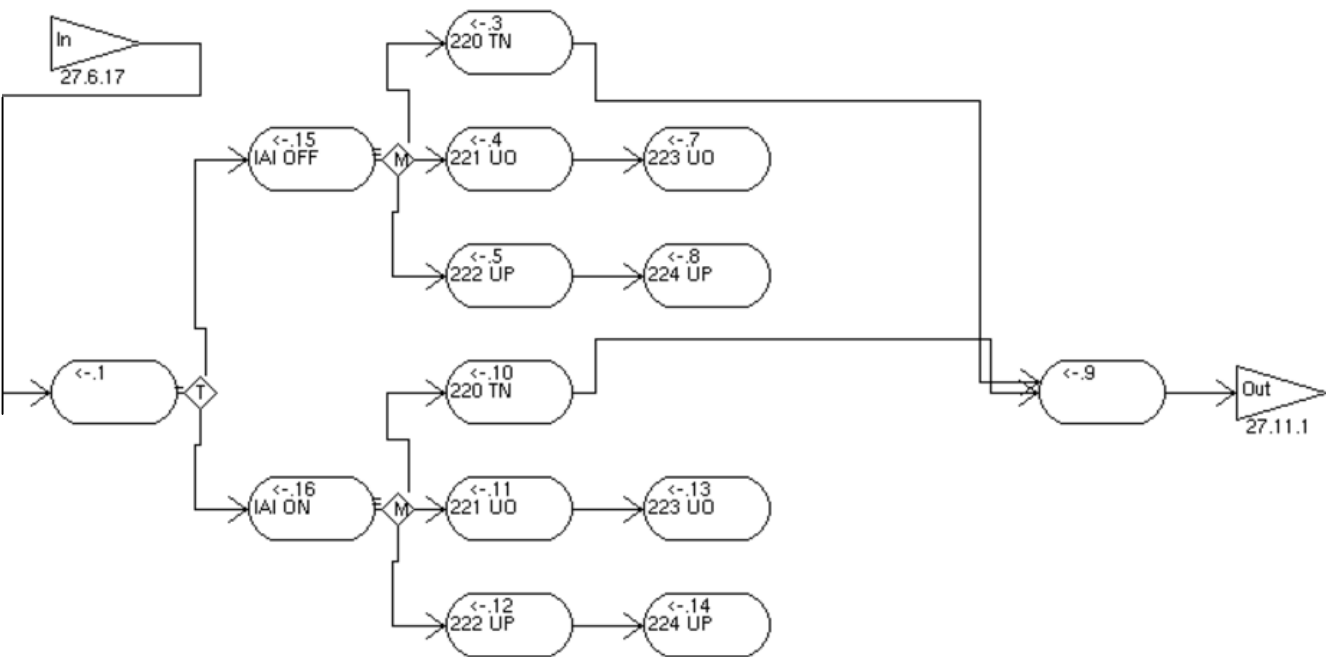 In
27.6.17
<-.3
220 TN
<-.15
IAI OFF
M
<-.4
221 UO
<-.7
223 UO
<-.5
222 UP
<-.8
224 UP
<-.1
T
<-.10
220 TN
<-.9
Out
27.11.1
<-.16
IAI ON
M
<-.11
221 UO
<-.13
223 UO
<-.12
222 UP
<-.14
224 UP